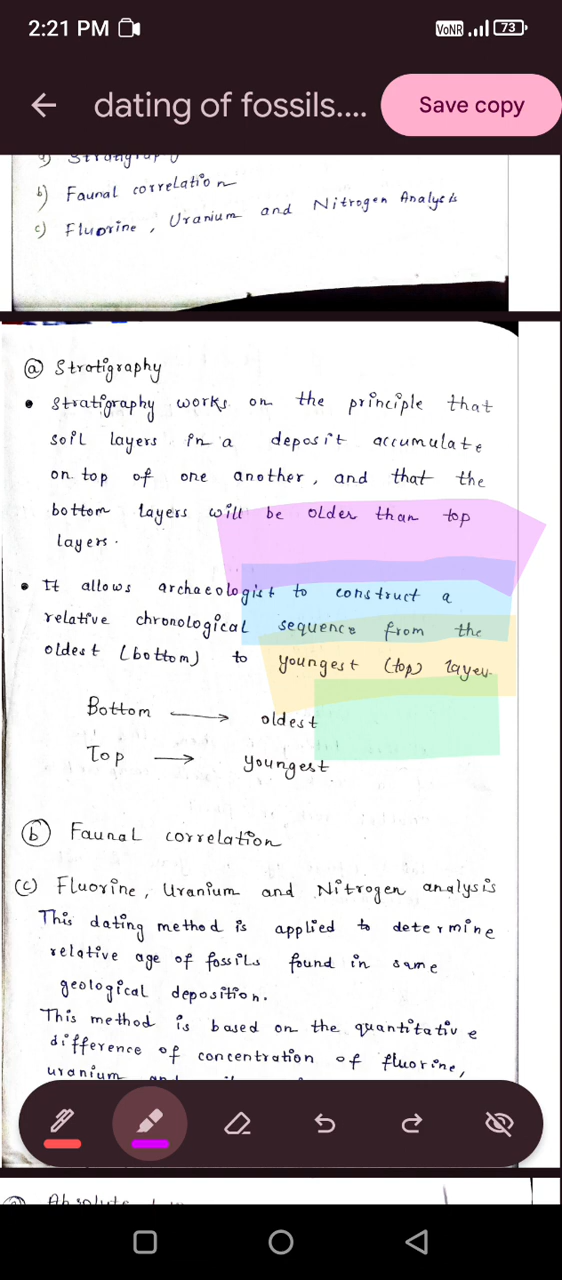 2:21 PM
VoNR 73
dating of fossils.... Save copy
b) Faunal correlation
c) Fluorine, Uranium and Nitrogen Analysis
(a) Stratigraphy
• Stratigraphy works on the principle that
soil layers in a deposit accumulate
on top of one another, and that the
bottom layers will be older than top
layers.
• It allows archaeologist to construct a
relative chronological sequence from the
oldest (bottom) to youngest (top) layer.
Bottom → oldest
Top → youngest
(b) Faunal correlation
(c) Fluorine, Uranium and Nitrogen analysis
This dating method is applied to determine
relative age of fossils found in same
geological deposition.
This method is based on the quantitative
difference of concentration of fluorine,
uranium
Absolute